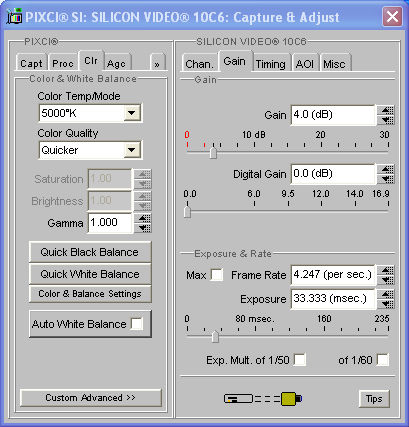 PIXCI® SI: SILICON VIDEO® 10C6: Capture & Adjust
PIXCI®
Capt Proc Clr Agc »
Color & White Balance
Color Temp/Mode
5000°K
Color Quality
Quicker
Saturation 1.00
Brightness 1.00
Gamma 1.000
Quick Black Balance
Quick White Balance
Color & Balance Settings
Auto White Balance
Custom Advanced >>
SILICON VIDEO® 10C6
Chan. Gain Timing AOI Misc
Gain
Gain 4.0 (dB)
0 10 dB 20 30
Digital Gain 0.0 (dB)
0.0 6.0 9.5 12.0 14.0 16.9
Exposure & Rate
Max Frame Rate 4.247 (per sec.)
Exposure 33.333 (msec.)
0 80 msec. 160 235
Exp. Mult. of 1/50 of 1/60
Tips